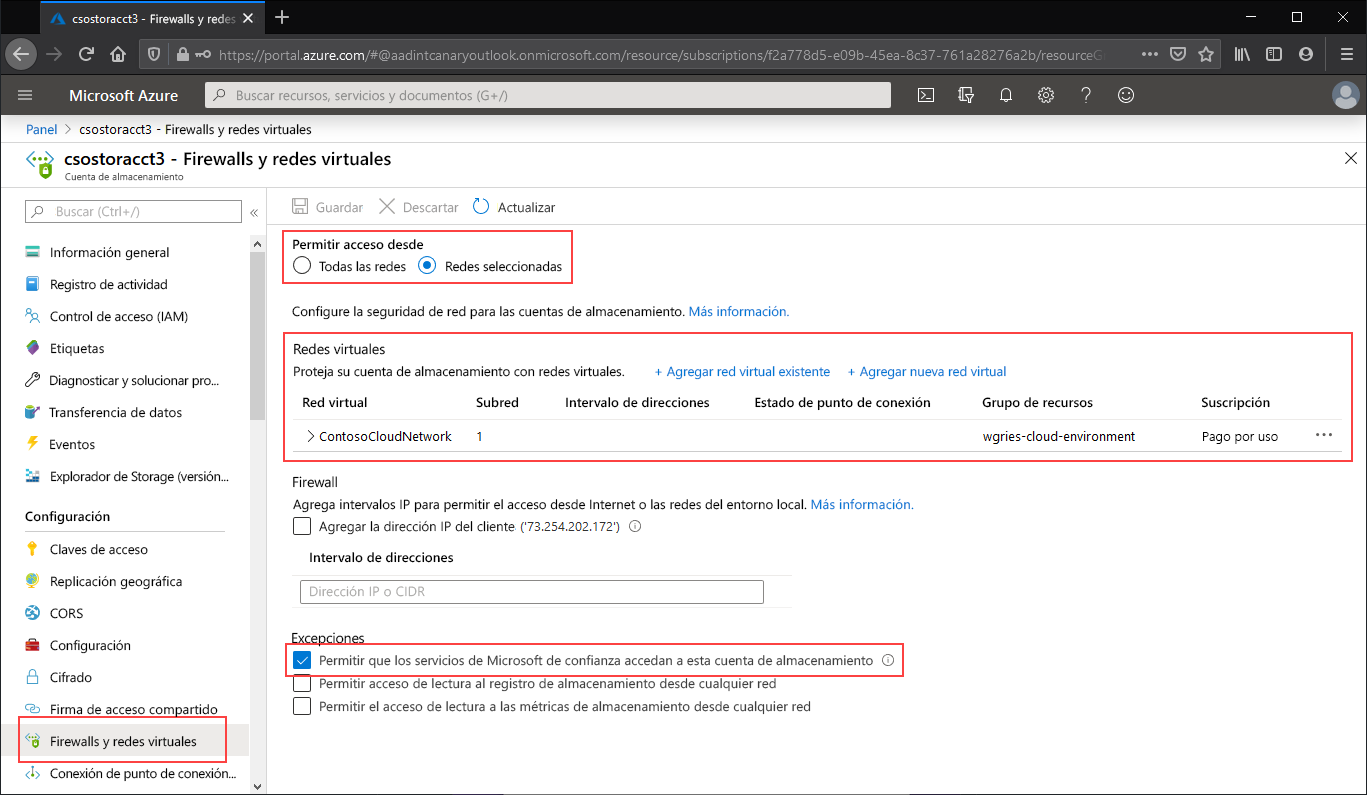 csostoracct3 - Firewalls y redes
https://portal.azure.com/#@aadintcanaryoutlook.onmicrosoft.com/resource/subscriptions/f2a778d5-e09b-45ea-8c37-761a28276a2b/resourceG
Microsoft Azure
Buscar recursos, servicios y documentos (G+/)
Panel > csostoracct3 - Firewalls y redes virtuales
csostoracct3 - Firewalls y redes virtuales
Cuenta de almacenamiento
Buscar (Ctrl+/)
«
Información general
Registro de actividad
Control de acceso (IAM)
Etiquetas
Diagnosticar y solucionar pro...
Transferencia de datos
Eventos
Explorador de Storage (versión...
Configuración
Claves de acceso
Replicación geográfica
CORS
Configuración
Cifrado
Firma de acceso compartido
Firewalls y redes virtuales
Conexión de punto de conexión...
Guardar Descartar Actualizar
Permitir acceso desde
Todas las redes Redes seleccionadas
Configure la seguridad de red para las cuentas de almacenamiento. Más información.
Redes virtuales
Proteja su cuenta de almacenamiento con redes virtuales. + Agregar red virtual existente + Agregar nueva red virtual
Red virtual Subred Intervalo de direcciones Estado de punto de conexión Grupo de recursos Suscripción
ContosoCloudNetwork 1 wgries-cloud-environment Pago por uso ...
Firewall
Agrega intervalos IP para permitir el acceso desde Internet o las redes del entorno local. Más información.
Agregar la dirección IP del cliente ('73.254.202.172')
Intervalo de direcciones
Dirección IP o CIDR
Excepciones
Permitir que los servicios de Microsoft de confianza accedan a esta cuenta de almacenamiento
Permitir acceso de lectura al registro de almacenamiento desde cualquier red
Permitir el acceso de lectura a las métricas de almacenamiento desde cualquier red